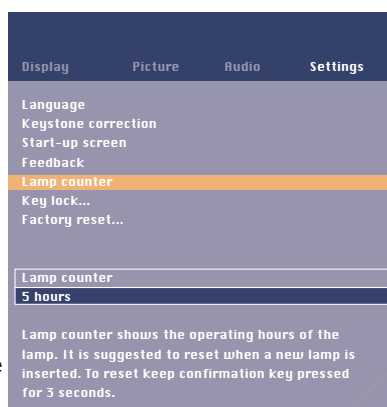 Display Picture Audio Settings
Language
Keystone correction
Start-up screen
Feedback
Lamp counter
Key lock...
Factory reset...
Lamp counter
5 hours
Lamp counter shows the operating hours of the
lamp. It is suggested to reset when a new lamp is
inserted. To reset keep confirmation key pressed
for 3 seconds.